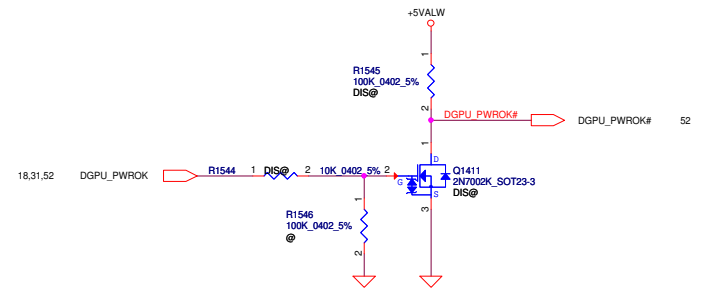 +5VALW
1
R1545
100K_0402_5%
DIS@
2
DGPU_PWROK#
DGPU_PWROK# 52
1
D
18,31,52 DGPU_PWROK R1544 1 DIS@ 2 10K_0402_5% 2
G
Q1411
2N7002K_SOT23-3
DIS@
S
3
1
R1546
100K_0402_5%
@
2